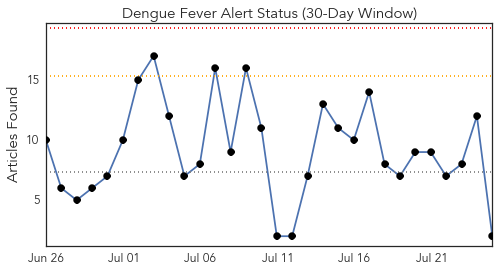 Dengue Fever Alert Status (30-Day Window)
Articles Found
15
10
5
Jun 26 Jul 01 Jul 06 Jul 11 Jul 16 Jul 21